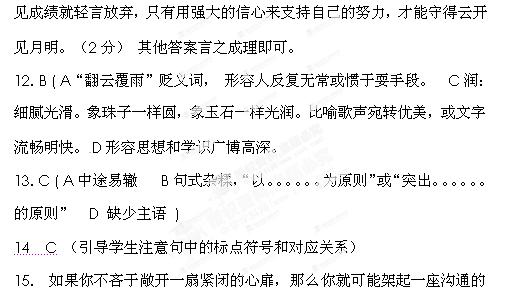 见成绩就轻言放弃，只有用强大的信心来支持自己的努力，才能守得云开
见月明。（2 分） 其他答案言之成理即可。
12. B ( A“翻云覆雨”贬义词， 形容人反复无常或惯于耍手段。 C 润：
细腻光滑。象珠子一样圆，象玉石一样光润。比喻歌声宛转优美，或文字
流畅明快。D 形容思想和学识广博高深。
13. C ( A 中途易辙 B 句式杂糅，“以。。。。。。为原则”或“突出。。。。。。
的原则” D 缺少主语 )
14 C （引导学生注意句中的标点符号和对应关系）
15. 如果你不吝于敞开一扇紧闭的心扉，那么你就可能架起一座沟通的